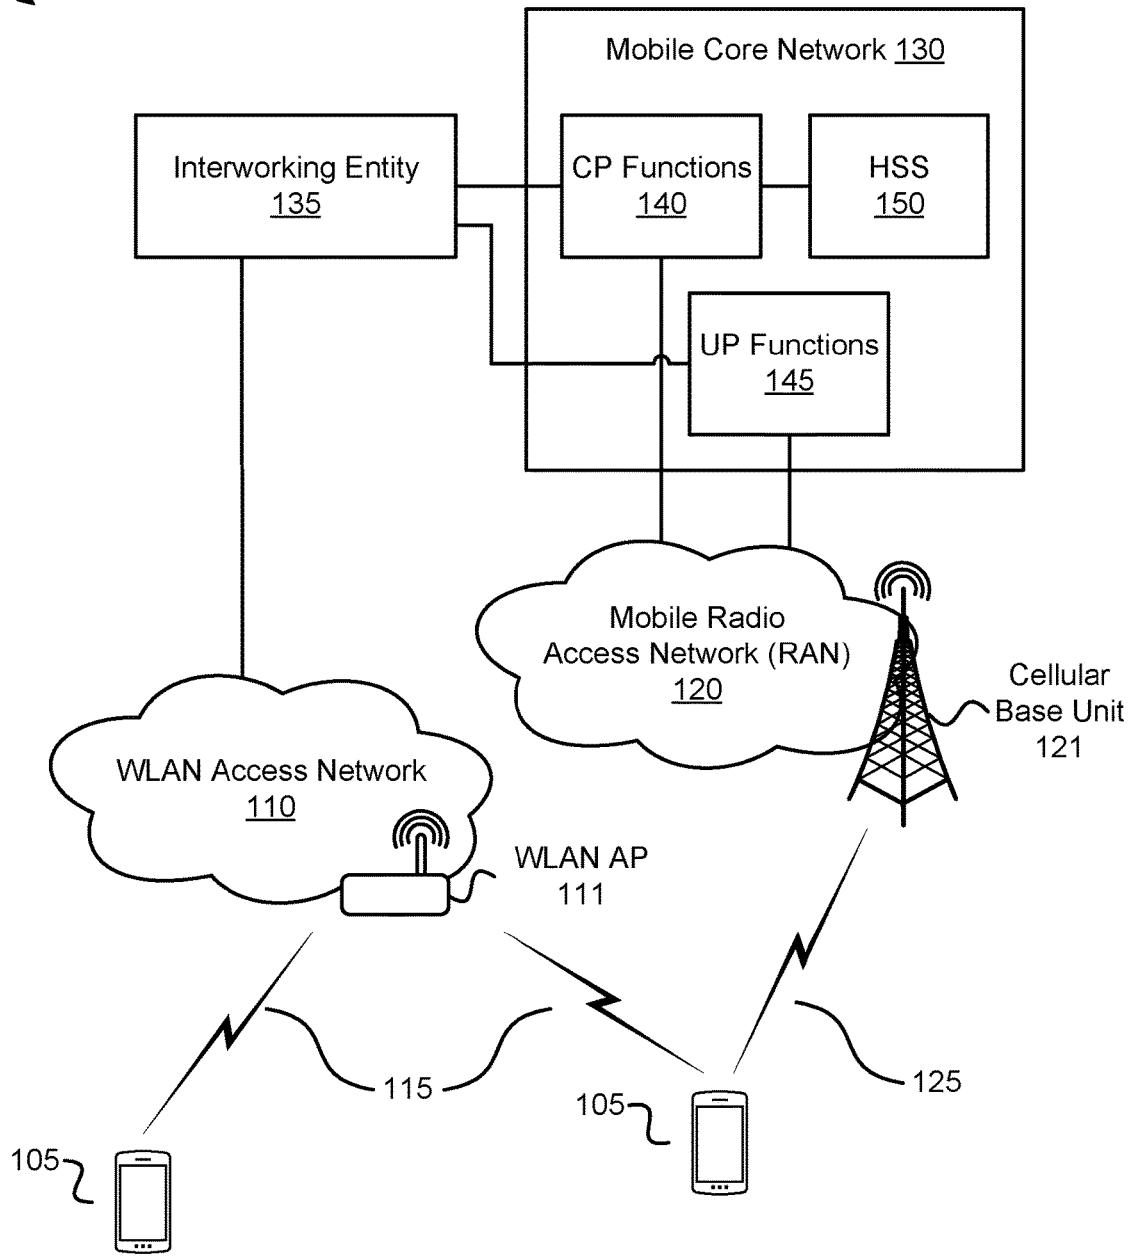 Mobile Core Network 130
Interworking Entity
135
CP Functions
140
HSS
150
UP Functions
145
Mobile Radio
Access Network (RAN)
120
Cellular
Base Unit
121
WLAN Access Network
110
WLAN AP
111
115
125
105
105